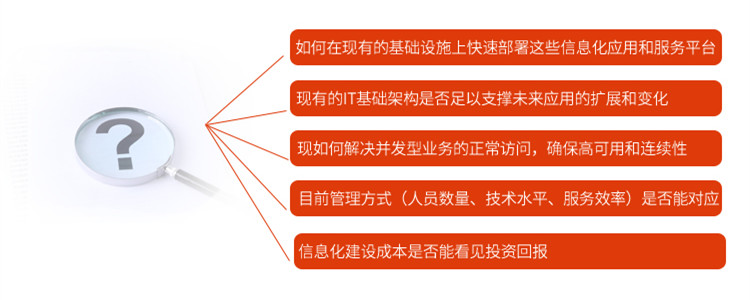 如何在现有的基础设施上快速部署这些信息化应用和服务平台
现有的IT基础架构是否足以支撑未来应用的扩展和变化
现如何解决并发型业务的正常访问，确保高可用和连续性
目前管理方式（人员数量、技术水平、服务效率）是否能对应
信息化建设成本是否能看见投资回报
?